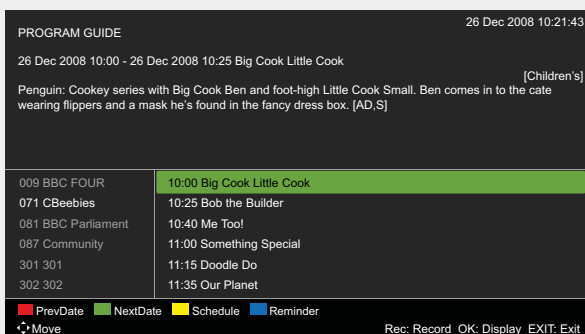 26 Dec 2008 10:21:43
PROGRAM GUIDE
26 Dec 2008 10:00 - 26 Dec 2008 10:25 Big Cook Little Cook
[Children's]
Penguin: Cookey series with Big Cook Ben and foot-high Little Cook Small. Ben comes in to the cate
wearing flippers and a mask he's found in the fancy dress box. [AD,S]
009 BBC FOUR 10:00 Big Cook Little Cook
071 CBeebies 10:25 Bob the Builder
081 BBC Parliament 10:40 Me Too!
087 Community 11:00 Something Special
301 301 11:15 Doodle Do
302 302 11:35 Our Planet
PrevDate NextDate Schedule Reminder
Move Rec: Record OK: Display EXIT: Exit